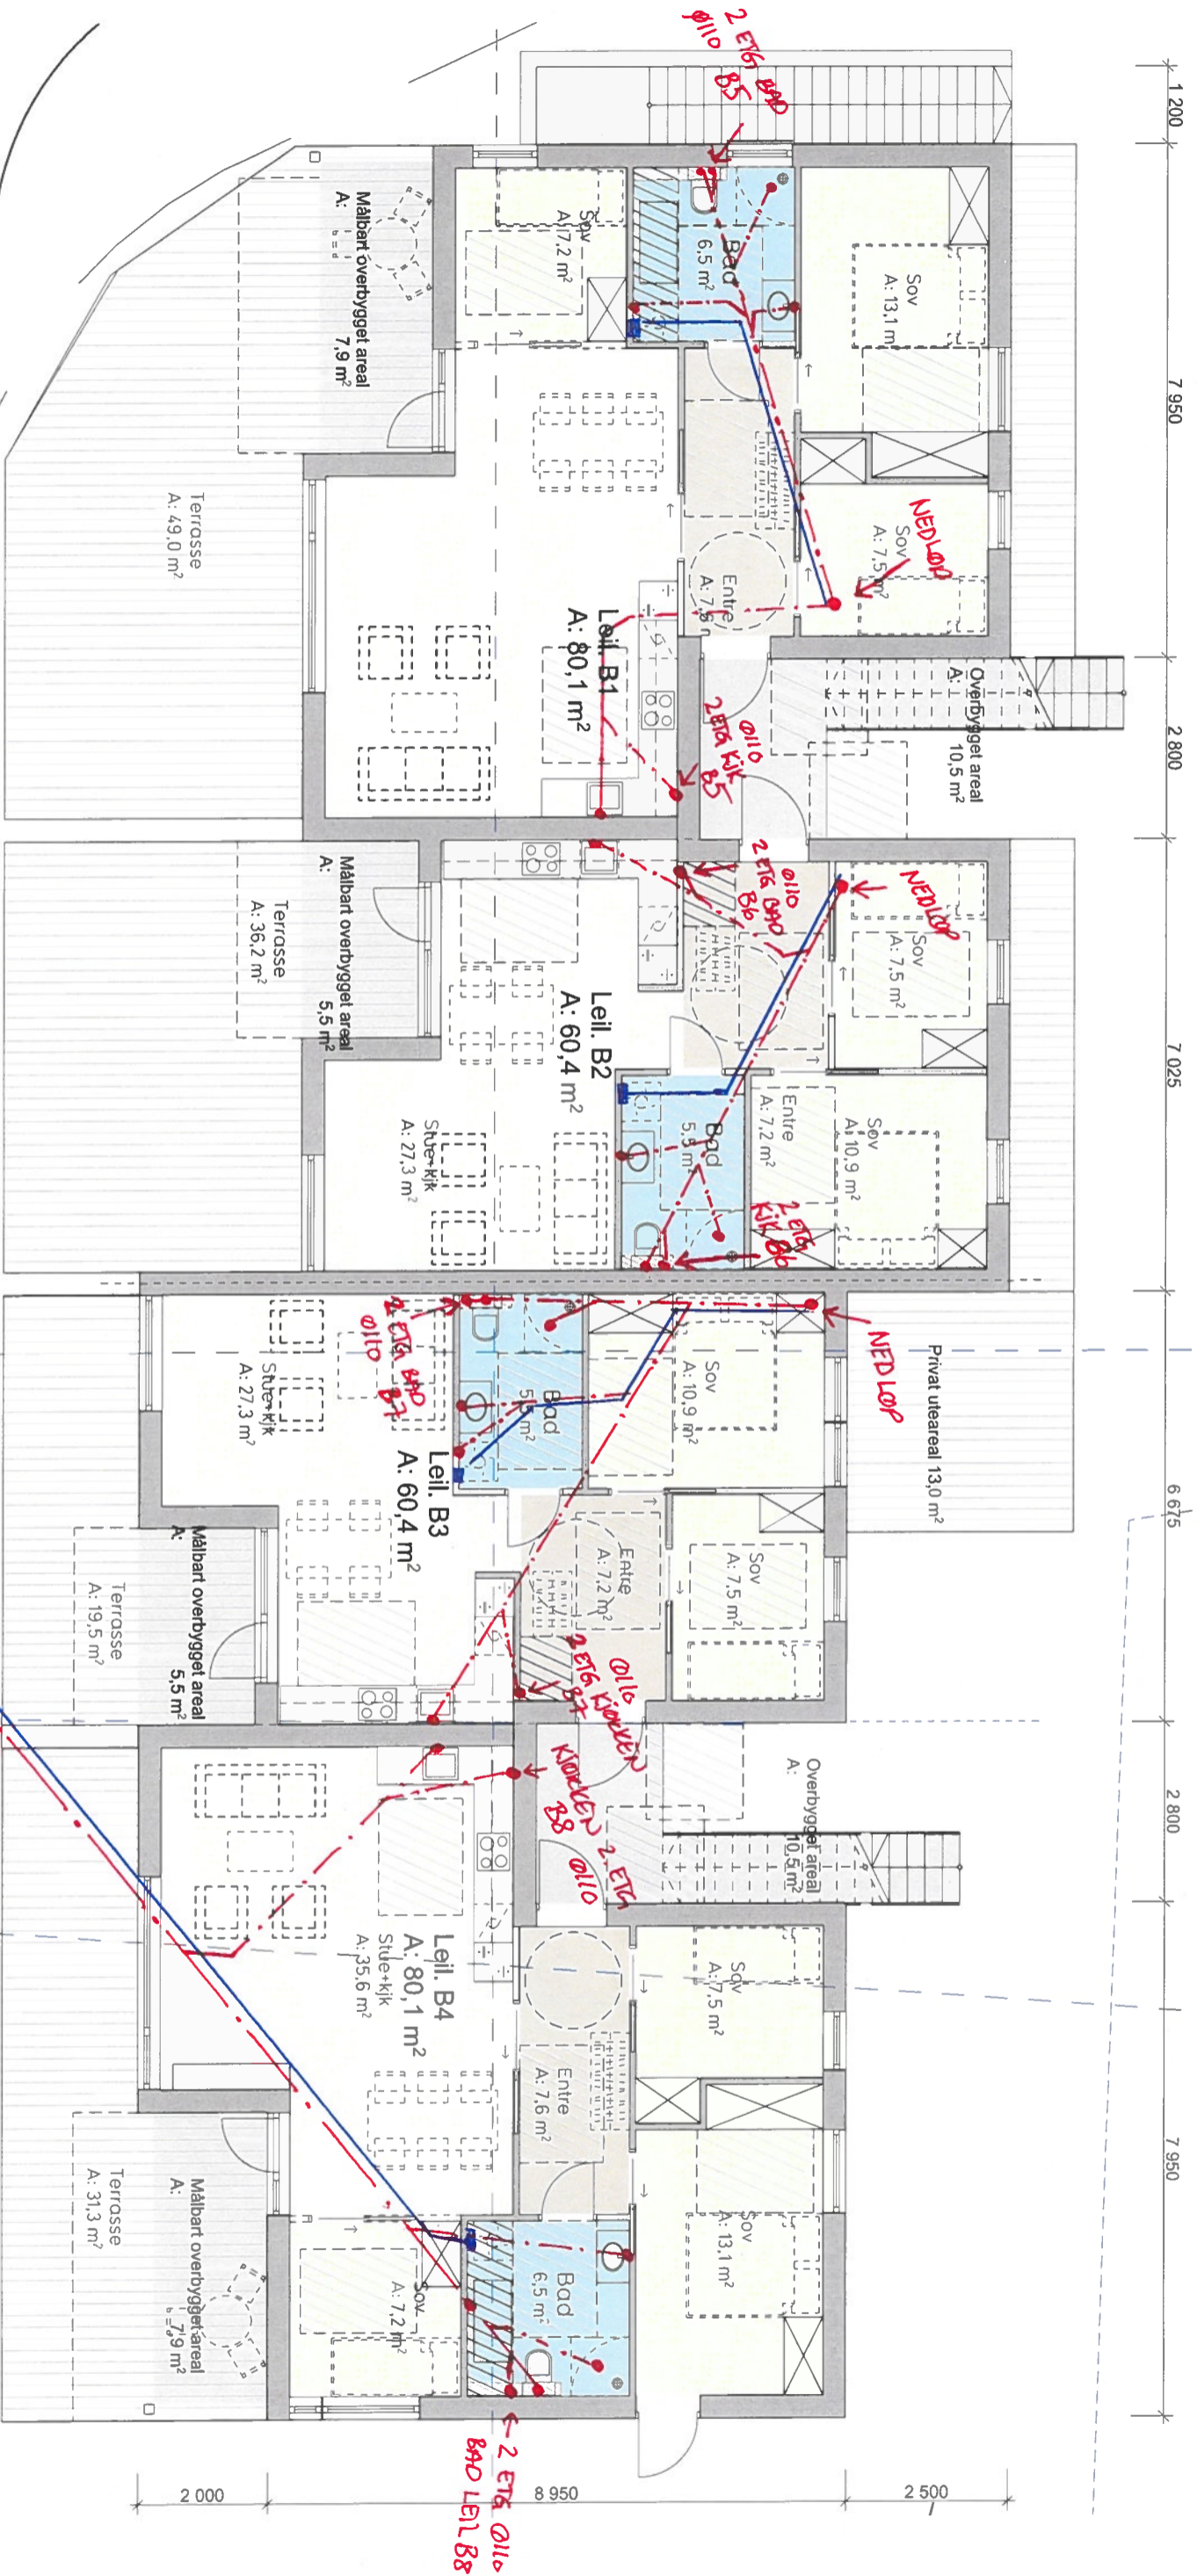 2 ETG BAD
Ø110 B5
1 200
7 950
2 800
7 025
6 675
2 800
7 950
Sov
A: 13,1 m
Bad
6,5 m²
Sov
A: 7,2 m²
Målbart overbygget areal
A: 7,9 m²
Terrasse
A: 49,0 m²
NEDLØP
Sov
A: 7,5 m²
Entre
Leil. B1
A: 80,1 m²
Overbygget areal
A: 10,5 m²
Ø110
2 ETG KJK
B5
Ø110
2 ETG BAD
B6
NEDLØP
Sov
A: 7,5 m²
Målbart overbygget areal
A: 5,5 m²
Terrasse
A: 36,2 m²
Leil. B2
A: 60,4 m²
Stue+kjk
A: 27,3 m²
Bad
5,5 m²
Entre
A: 7,2 m²
Sov
A: 10,9 m²
2 ETG
KJK B6
2 ETG BAD
Ø110 B7
NEDLØP
Privat uteareal 13,0 m²
Sov
A: 10,9 m²
Bad
5,5 m²
Stue+kjk
A: 27,3 m²
Leil. B3
A: 60,4 m²
Entre
A: 7,2 m²
Sov
A: 7,5 m²
Målbart overbygget areal
A: 5,5 m²
Terrasse
A: 19,5 m²
Ø110
2 ETG KJØKKEN
B7
KJØKKEN 2. ETG
B8 Ø110
Overbygget areal
A: 10,5 m²
Leil. B4
A: 80,1 m²
Stue+kjk
A: 35,6 m²
Sov
A: 7,5 m²
Entre
A: 7,6 m²
Sov
A: 13,1 m²
Bad
6,5 m²
Sov
A: 7,2 m²
Målbart overbygget areal
A: 7,9 m²
Terrasse
A: 31,3 m²
2 ETG Ø110
BAD LEIL B8
2 000
8 950
2 500